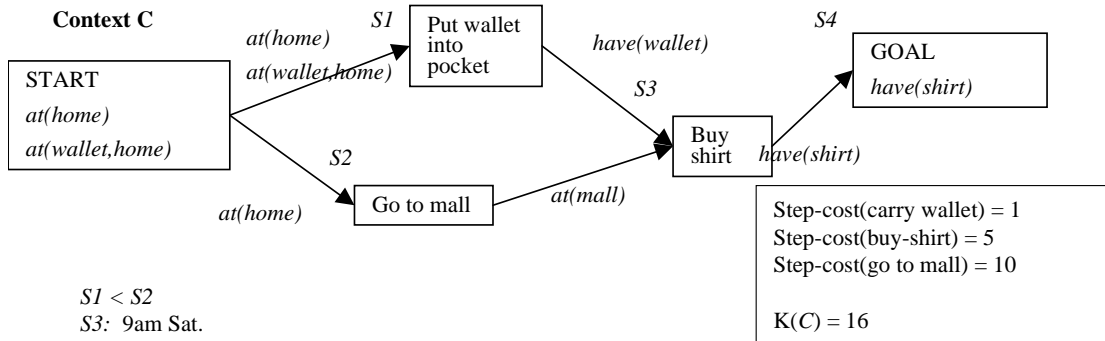 Context C
START
at(home)
at(wallet,home)
at(home)
at(wallet,home)
S1
Put wallet
into
pocket
have(wallet)
S2
at(home)
Go to mall
at(mall)
S3
Buy
shirt
have(shirt)
S4
GOAL
have(shirt)
S1 < S2
S3: 9am Sat.
Step-cost(carry wallet) = 1
Step-cost(buy-shirt) = 5
Step-cost(go to mall) = 10
K(C) = 16